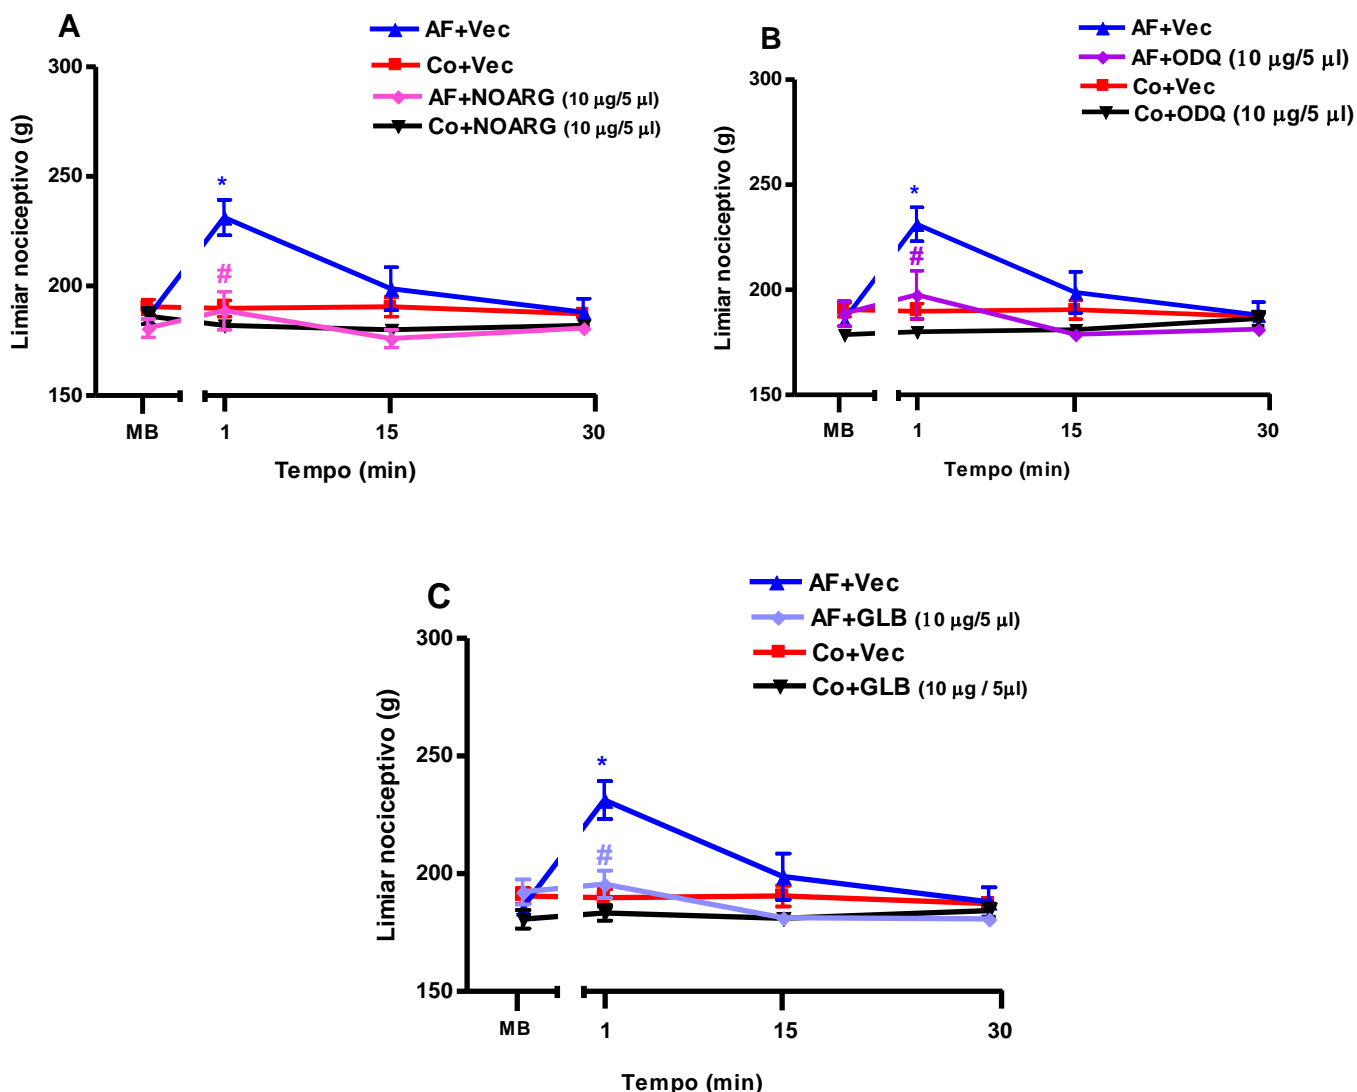 A
AF+Vec
Co+Vec
AF+NOARG (10 µg/5 µl)
Co+NOARG (10 µg/5 µl)
300
250
200
150
Limiar nociceptivo (g)
*
#
MB
1
15
30
Tempo (min)
B
AF+Vec
AF+ODQ (10 µg/5 µl)
Co+Vec
Co+ODQ (10 µg/5 µl)
300
250
200
150
Limiar nociceptivo (g)
*
#
MB
1
15
30
Tempo (min)
C
AF+Vec
AF+GLB (10 µg/5 µl)
Co+Vec
Co+GLB (10 µg / 5µl)
300
250
200
150
Limiar nociceptivo (g)
*
#
MB
1
15
30
Tempo (min)